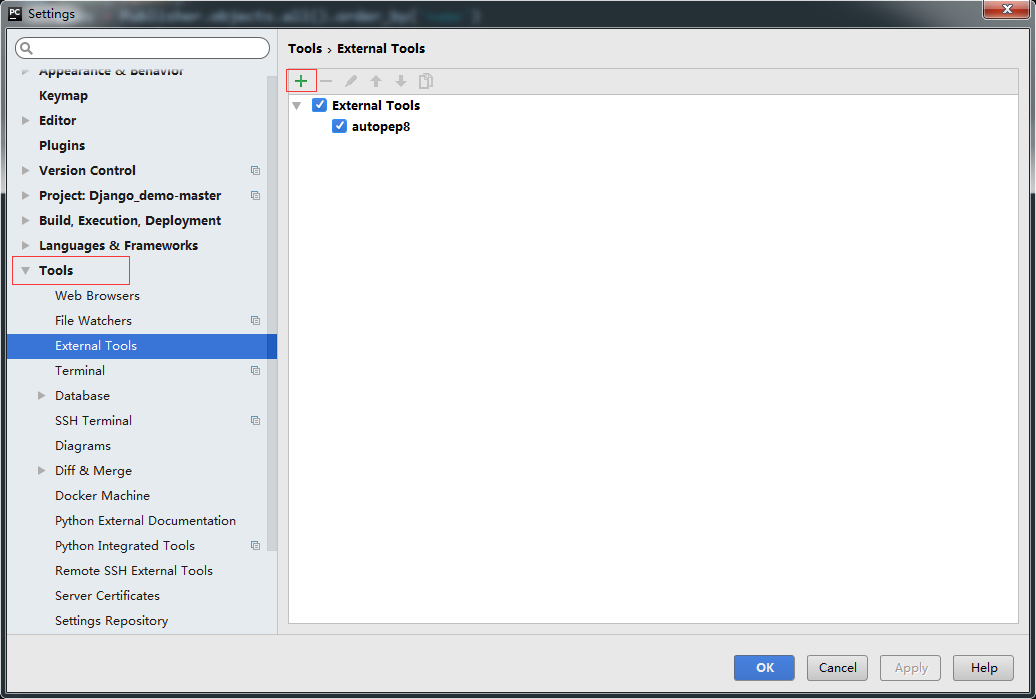 PC Settings
Tools › External Tools
Appearance & Behavior
Keymap
Editor
Plugins
Version Control
Project: Django_demo-master
Build, Execution, Deployment
Languages & Frameworks
Tools
Web Browsers
File Watchers
External Tools
Terminal
Database
SSH Terminal
Diagrams
Diff & Merge
Docker Machine
Python External Documentation
Python Integrated Tools
Remote SSH External Tools
Server Certificates
Settings Repository
External Tools
autopep8
OK
Cancel
Apply
Help